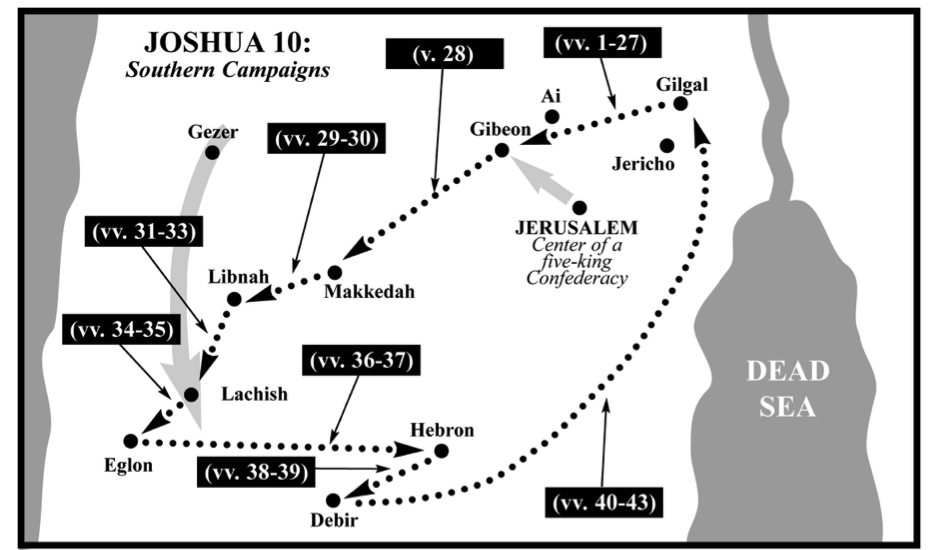 JOSHUA 10:
Southern Campaigns
(v. 28)
(vv. 1-27)
Gilgal
Ai
Gezer
(vv. 29-30)
Gibeon
Jericho
(vv. 31-33)
JERUSALEM
Center of a
five-king
Confederacy
Libnah
Makkedah
(vv. 34-35)
(vv. 36-37)
DEAD
SEA
Lachish
Hebron
Eglon
(vv. 38-39)
(vv. 40-43)
Debir